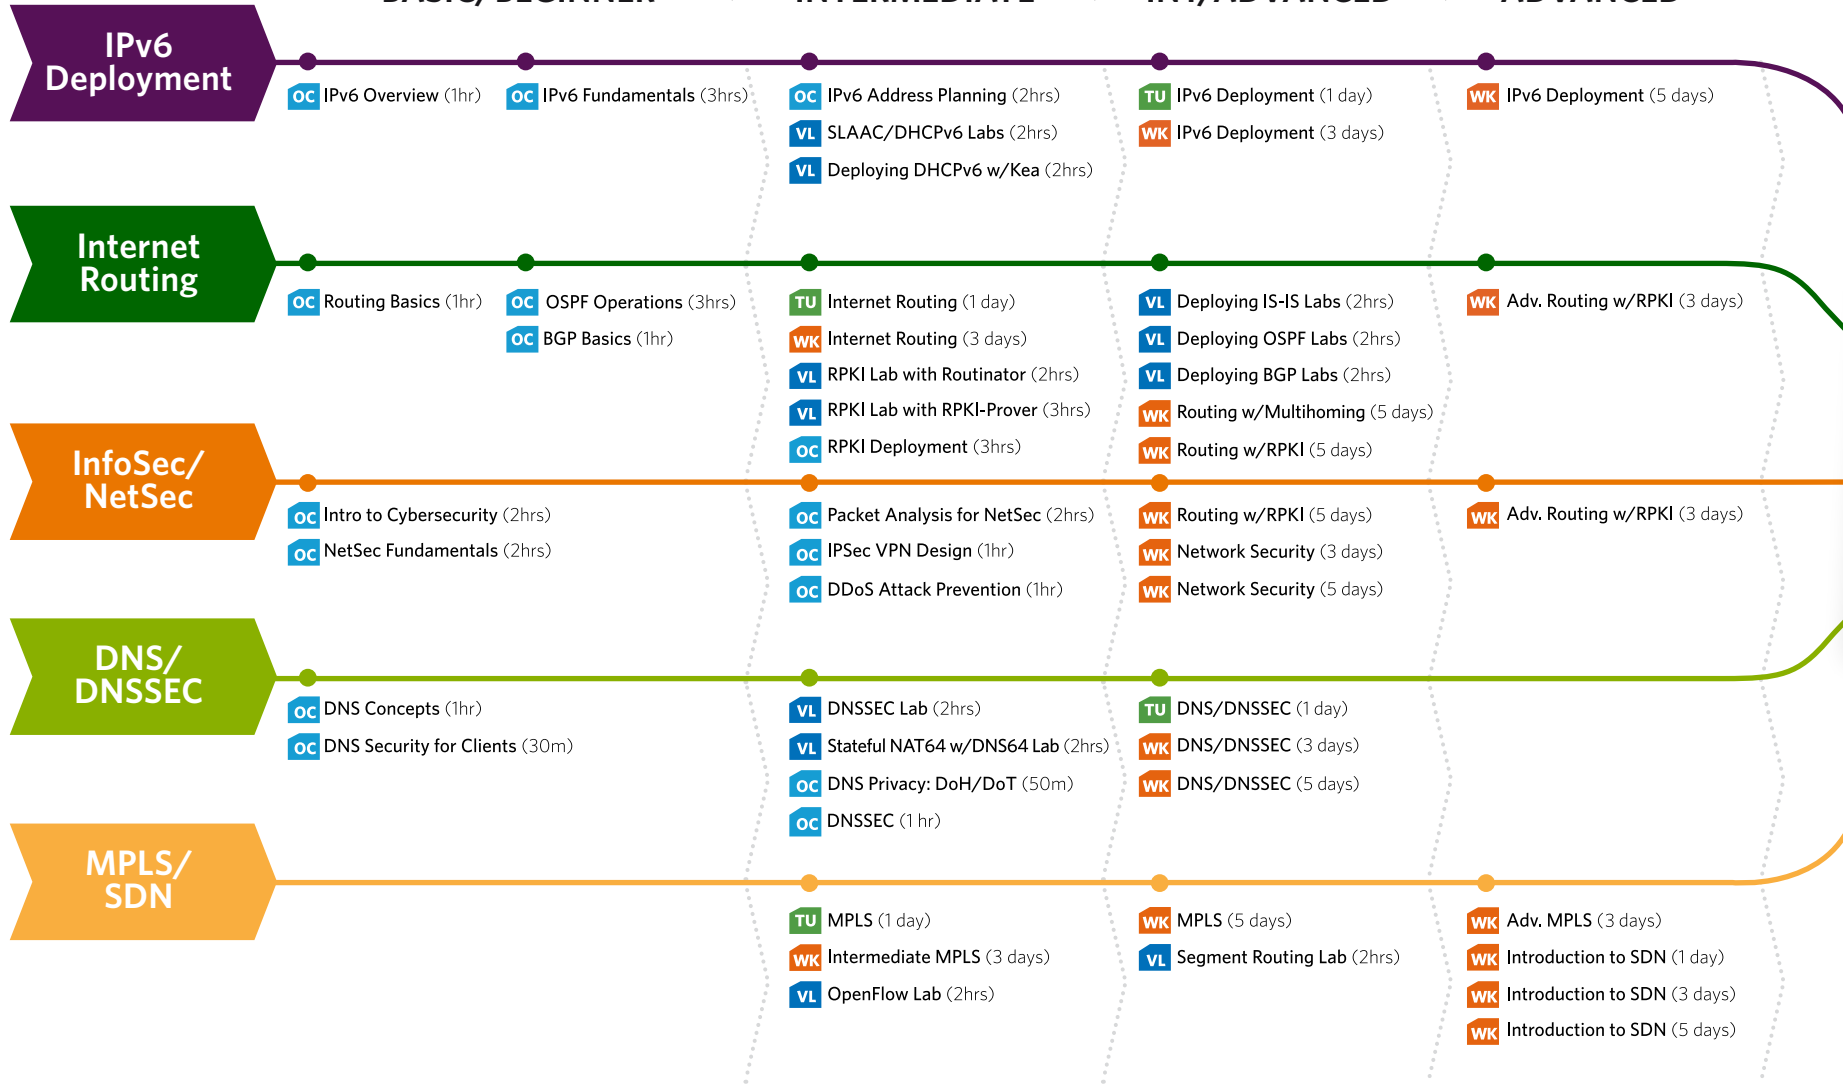 BASIC/BEGINNER INTERMEDIATE INT/ADVANCED ADVANCED
IPv6
Deployment
OC IPv6 Overview (1hr)
OC IPv6 Fundamentals (3hrs)
OC IPv6 Address Planning (2hrs)
VL SLAAC/DHCPv6 Labs (2hrs)
VL Deploying DHCPv6 w/Kea (2hrs)
TU IPv6 Deployment (1 day)
WK IPv6 Deployment (3 days)
WK IPv6 Deployment (5 days)
Internet
Routing
OC Routing Basics (1hr)
OC OSPF Operations (3hrs)
OC BGP Basics (1hr)
TU Internet Routing (1 day)
WK Internet Routing (3 days)
VL RPKI Lab with Routinator (2hrs)
VL RPKI Lab with RPKI-Prover (3hrs)
OC RPKI Deployment (3hrs)
VL Deploying IS-IS Labs (2hrs)
VL Deploying OSPF Labs (2hrs)
VL Deploying BGP Labs (2hrs)
WK Routing w/Multihoming (5 days)
WK Routing w/RPKI (5 days)
WK Adv. Routing w/RPKI (3 days)
InfoSec/
NetSec
OC Intro to Cybersecurity (2hrs)
OC NetSec Fundamentals (2hrs)
OC Packet Analysis for NetSec (2hrs)
OC IPSec VPN Design (1hr)
OC DDoS Attack Prevention (1hr)
WK Routing w/RPKI (5 days)
WK Network Security (3 days)
WK Network Security (5 days)
WK Adv. Routing w/RPKI (3 days)
DNS/
DNSSEC
OC DNS Concepts (1hr)
OC DNS Security for Clients (30m)
VL DNSSEC Lab (2hrs)
VL Stateful NAT64 w/DNS64 Lab (2hrs)
OC DNS Privacy: DoH/DoT (50m)
OC DNSSEC (1 hr)
TU DNS/DNSSEC (1 day)
WK DNS/DNSSEC (3 days)
WK DNS/DNSSEC (5 days)
MPLS/
SDN
TU MPLS (1 day)
WK Intermediate MPLS (3 days)
VL OpenFlow Lab (2hrs)
WK MPLS (5 days)
VL Segment Routing Lab (2hrs)
WK Adv. MPLS (3 days)
WK Introduction to SDN (1 day)
WK Introduction to SDN (3 days)
WK Introduction to SDN (5 days)